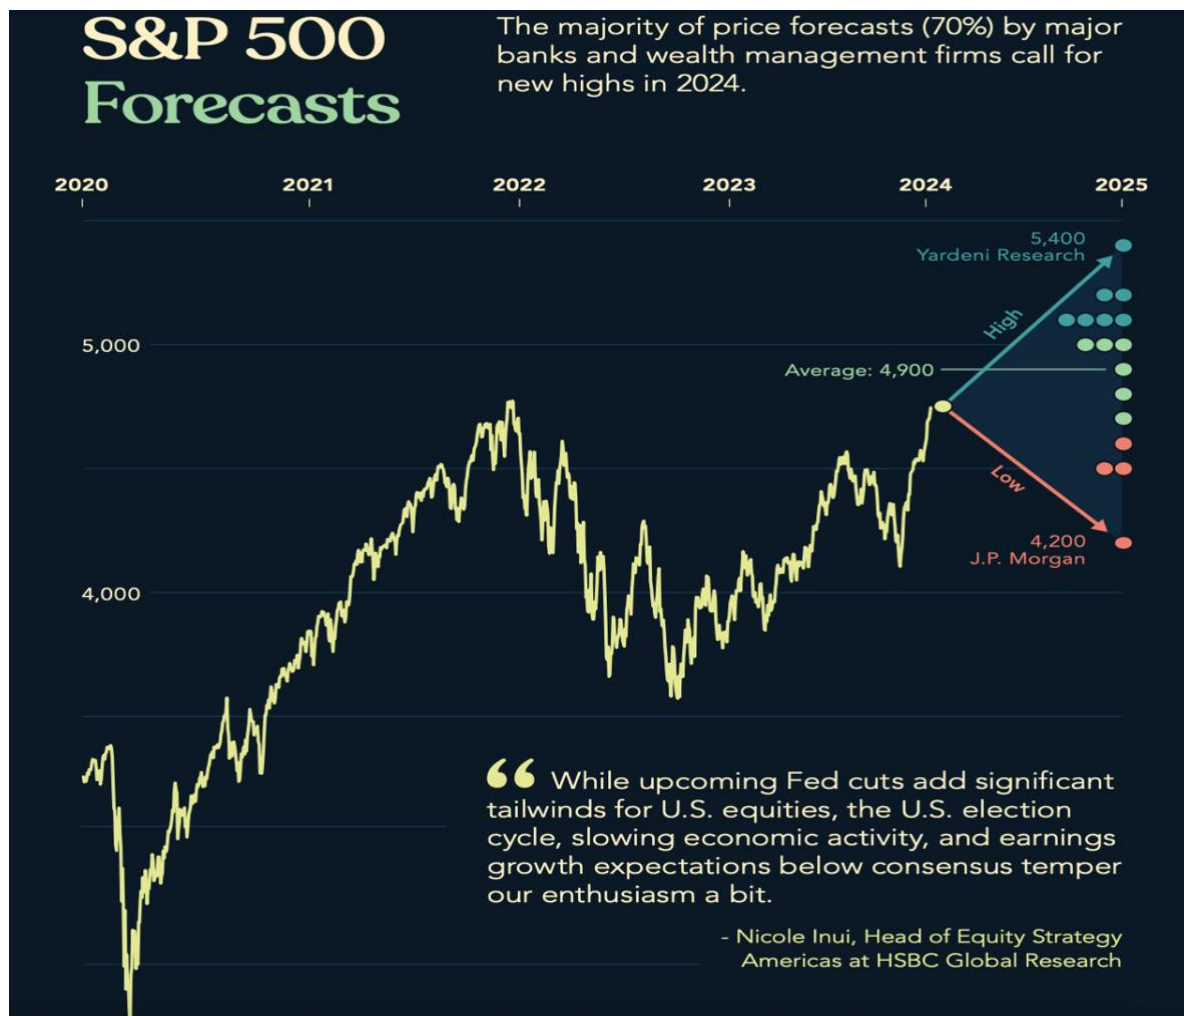 S&P 500
Forecasts
The majority of price forecasts (70%) by major
banks and wealth management firms call for
new highs in 2024.
2020
2021
2022
2023
2024
2025
5,400
Yardeni Research
High
5,000
Average: 4,900
Low
4,200
J.P. Morgan
4,000
“ While upcoming Fed cuts add significant
tailwinds for U.S. equities, the U.S. election
cycle, slowing economic activity, and earnings
growth expectations below consensus temper
our enthusiasm a bit.
- Nicole Inui, Head of Equity Strategy
Americas at HSBC Global Research